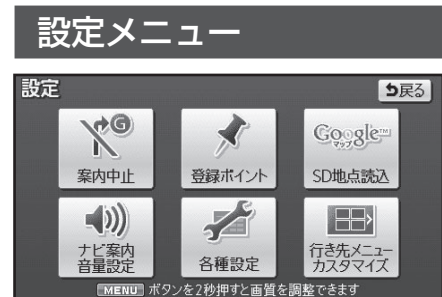 設定メニュー
設定
戻る
G
案内中止
登録ポイント
Google™
マップ
SD地点読込
ナビ案内
音量設定
各種設定
行き先メニュー
カスタマイズ
MENU ボタンを2秒押すと画質を調整できます